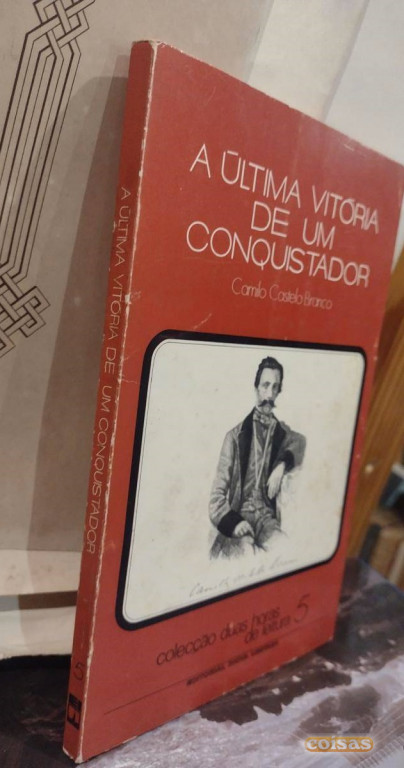 A ÚLTIMA VITÓRIA
DE UM
CONQUISTADOR
Camilo Castelo Branco
colecção duas horas
de leitura 5
EDITORIAL
A ÚLTIMA VITÓRIA DE UM CONQUISTADOR
5
coisas